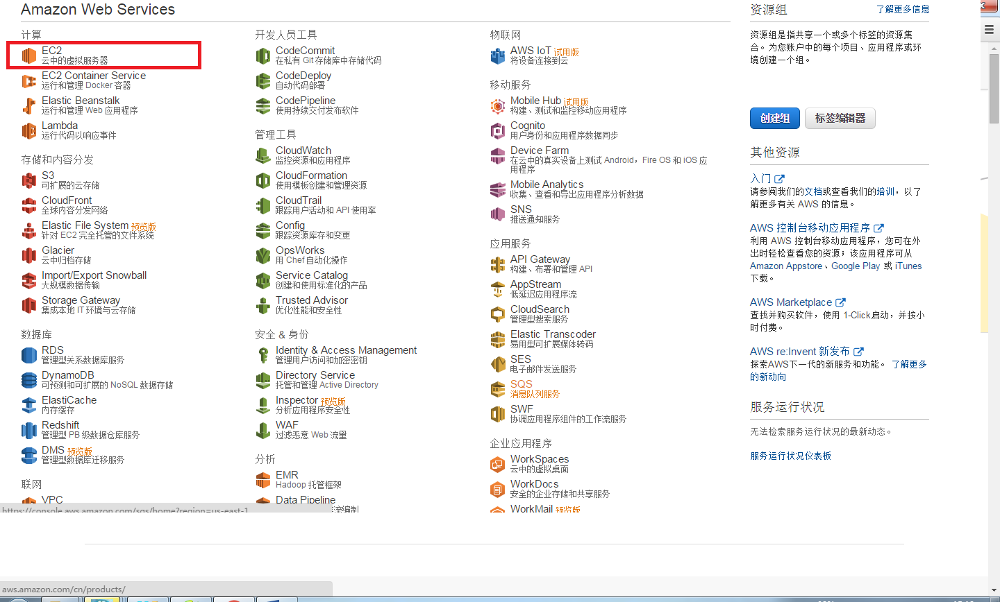 Amazon Web Services
计算
EC2
云中的虚拟服务器
EC2 Container Service
运行和管理 Docker 容器
Elastic Beanstalk
运行和管理 Web 应用程序
Lambda
运行代码以响应事件
存储和内容分发
S3
可扩展的云存储
CloudFront
全球内容分发网络
Elastic File System 预览版
针对 EC2 完全托管的文件系统
Glacier
云中归档存储
Import/Export Snowball
大规模数据传输
Storage Gateway
集成本地 IT 环境与云存储
数据库
RDS
管理型关系数据库服务
DynamoDB
可预测和可扩展的 NoSQL 数据存储
ElastiCache
内存缓存
Redshift
管理型 PB 级数据仓库服务
DMS 预览版
管理型数据库迁移服务
联网
VPC
开发人员工具
CodeCommit
在私有 Git 存储库中存储代码
CodeDeploy
自动代码部署
CodePipeline
使用持续交付发布软件
管理工具
CloudWatch
监控资源和应用程序
CloudFormation
使用模板创建和管理资源
CloudTrail
跟踪用户活动和 API 使用率
Config
跟踪资源库存和变更
OpsWorks
用 Chef 自动化操作
Service Catalog
创建和使用标准化的产品
Trusted Advisor
优化性能和安全性
安全 & 身份
Identity & Access Management
管理用户访问和加密密钥
Directory Service
托管和管理 Active Directory
Inspector 预览版
分析应用程序安全性
WAF
过滤恶意 Web 流量
分析
EMR
Hadoop 托管框架
Data Pipeline
流编制
物联网
AWS IoT 试用版
将设备连接到云
移动服务
Mobile Hub 试用版
构建、测试和监控移动应用程序
Cognito
用户身份和应用程序数据同步
Device Farm
在云中的真实设备上测试 Android，Fire OS 和 iOS 应
用程序
Mobile Analytics
收集、查看和导出应用程序分析数据
SNS
推送通知服务
应用服务
API Gateway
构建、布署和管理 API
AppStream
低延迟应用程序流
CloudSearch
管理型搜索服务
Elastic Transcoder
易用型可扩展媒体转码
SES
电子邮件发送服务
SQS
消息队列服务
SWF
协调应用程序组件的工作流服务
企业应用程序
WorkSpaces
云中的虚拟桌面
WorkDocs
安全的企业存储和共享服务
WorkMail 预览版
资源组 了解更多信息
资源组是指共享一个或多个标签的资源集
合。为您账户中的每个项目、应用程序或环
境创建一个组。
创建组 标签编辑器
其他资源
入门
请参阅我们的文档或查看我们的培训，以了
解更多有关 AWS 的信息。
AWS 控制台移动应用程序
利用 AWS 控制台移动应用程序，您可在外
出时轻松查看您的资源；该应用程序可从
Amazon Appstore、Google Play 或 iTunes
下载。
AWS Marketplace
查找并购买软件，使用 1-Click启动，并按小
时付费。
AWS re:Invent 新发布
探索AWS下一代的新服务和功能。 了解更多
的新动向
服务运行状况
无法检索服务运行状况的最新动态。
服务运行状况仪表板
https://console.aws.amazon.com/sqs/home?region=us-east-1
aws.amazon.com/cn/products/